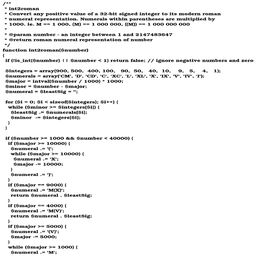 /**
* int2roman
* Convert any positive value of a 32-bit signed integer to its modern roman
* numeral representation. Numerals within parentheses are multiplied by
* 1000. ie. M == 1 000, (M) == 1 000 000, ((M)) == 1 000 000 000
*
* @param number - an integer between 1 and 2147483647
* @return roman numeral representation of number
*/
function int2roman($number)
{
if (!is_int($number) || $number < 1) return false; // ignore negative numbers and zero
$integers = array(900, 500, 400, 100, 90, 50, 40, 10, 9, 5, 4, 1);
$numerals = array('CM', 'D', 'CD', 'C', 'XC', 'L', 'XL', 'X', 'IX', 'V', 'IV', 'I');
$major = intval($number / 1000) * 1000;
$minor = $number - $major;
$numeral = $leastSig = '';
for ($i = 0; $i < sizeof($integers); $i++) {
while ($minor >= $integers[$i]) {
$leastSig .= $numerals[$i];
$minor -= $integers[$i];
}
}
if ($number >= 1000 && $number < 40000) {
if ($major >= 10000) {
$numeral .= '(';
while ($major >= 10000) {
$numeral .= 'X';
$major -= 10000;
}
$numeral .= ')';
}
if ($major == 9000) {
$numeral .= 'M(X)';
return $numeral . $leastSig;
}
if ($major == 4000) {
$numeral .= 'M(V)';
return $numeral . $leastSig;
}
if ($major >= 5000) {
$numeral .= '(V)';
$major -= 5000;
}
while ($major >= 1000) {
$numeral .= 'M';